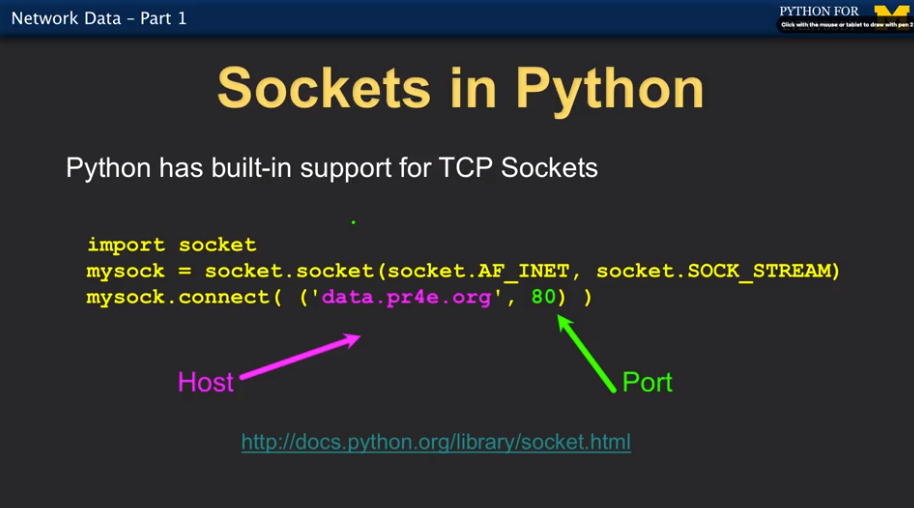 Network Data – Part 1
PYTHON FOR
Click with the mouse or tablet to draw with pen 2
Sockets in Python
Python has built-in support for TCP Sockets
import socket
mysock = socket.socket(socket.AF_INET, socket.SOCK_STREAM)
mysock.connect( ('data.pr4e.org', 80) )
Host
Port
http://docs.python.org/library/socket.html